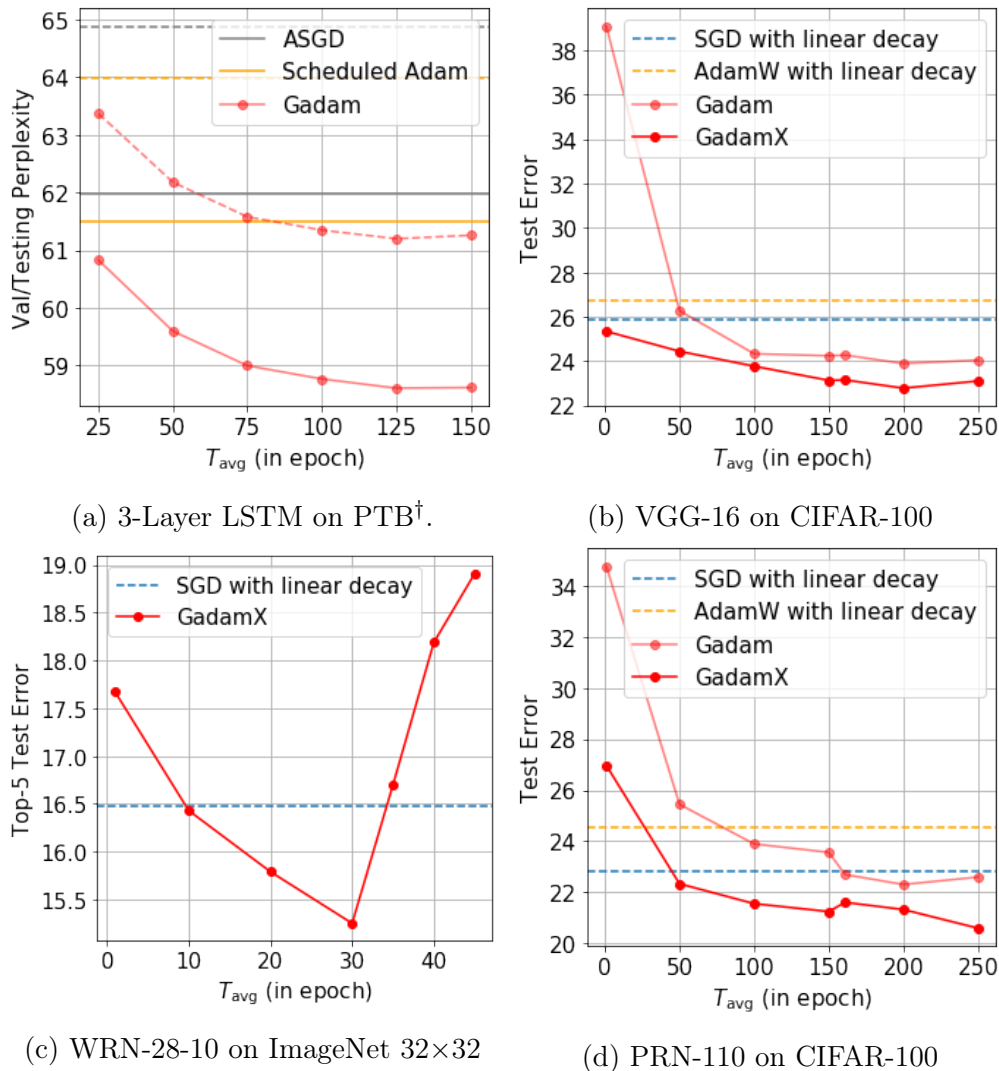 65
64
63
62
61
60
59
Val/Testing Perplexity
ASGD
Scheduled Adam
Gadam
25 50 75 100 125 150
T_avg (in epoch)
(a) 3-Layer LSTM on PTB†.
38
36
34
32
30
28
26
24
22
Test Error
SGD with linear decay
AdamW with linear decay
Gadam
GadamX
0 50 100 150 200 250
T_avg (in epoch)
(b) VGG-16 on CIFAR-100
19.0
18.5
18.0
17.5
17.0
16.5
16.0
15.5
Top-5 Test Error
SGD with linear decay
GadamX
0 10 20 30 40
T_avg (in epoch)
(c) WRN-28-10 on ImageNet 32×32
34
32
30
28
26
24
22
20
Test Error
SGD with linear decay
AdamW with linear decay
Gadam
GadamX
0 50 100 150 200 250
T_avg (in epoch)
(d) PRN-110 on CIFAR-100